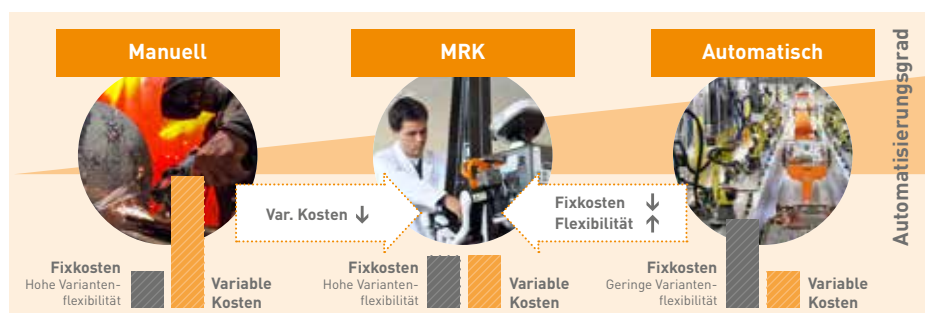 Manuell
MRK
Automatisch
Automatisierungsgrad
Var. Kosten ↓
Fixkosten ↓
Flexibilität ↑
Fixkosten
Hohe Varianten-
flexibilität
Variable
Kosten
Fixkosten
Hohe Varianten-
flexibilität
Variable
Kosten
Fixkosten
Geringe Varianten-
flexibilität
Variable
Kosten